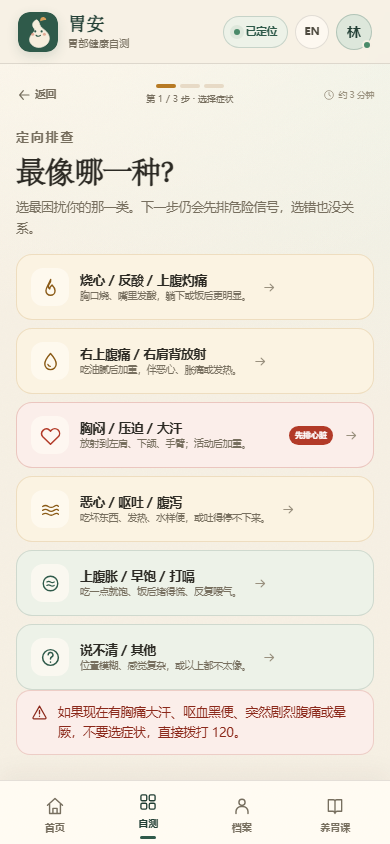 胃安
胃部健康自测
已定位
EN
林
返回
第 1 / 3 步 · 选择症状
约 3 分钟
定向排查
最像哪一种?
选最困扰你的那一类。下一步仍会先排危险信号，选错也没关
系。
烧心 / 反酸 / 上腹灼痛
胸口烧、嘴里发酸，躺下或饭后更明显。
右上腹痛 / 右肩背放射
吃油腻后加重，伴恶心、胀痛或发热。
胸闷 / 压迫 / 大汗
放射到左肩、下颌、手臂；活动后加重。
先排心脏
恶心 / 呕吐 / 腹泻
吃坏东西、发热、水样便，或吐得停不下来。
上腹胀 / 早饱 / 打嗝
吃一点就饱、饭后堵得慌、反复嗳气。
说不清 / 其他
位置模糊、感觉复杂，或以上都不太像。
如果现在有胸痛大汗、呕血黑便、突然剧烈腹痛或晕
厥，不要选症状，直接拨打 120。
首页
自测
档案
养胃课